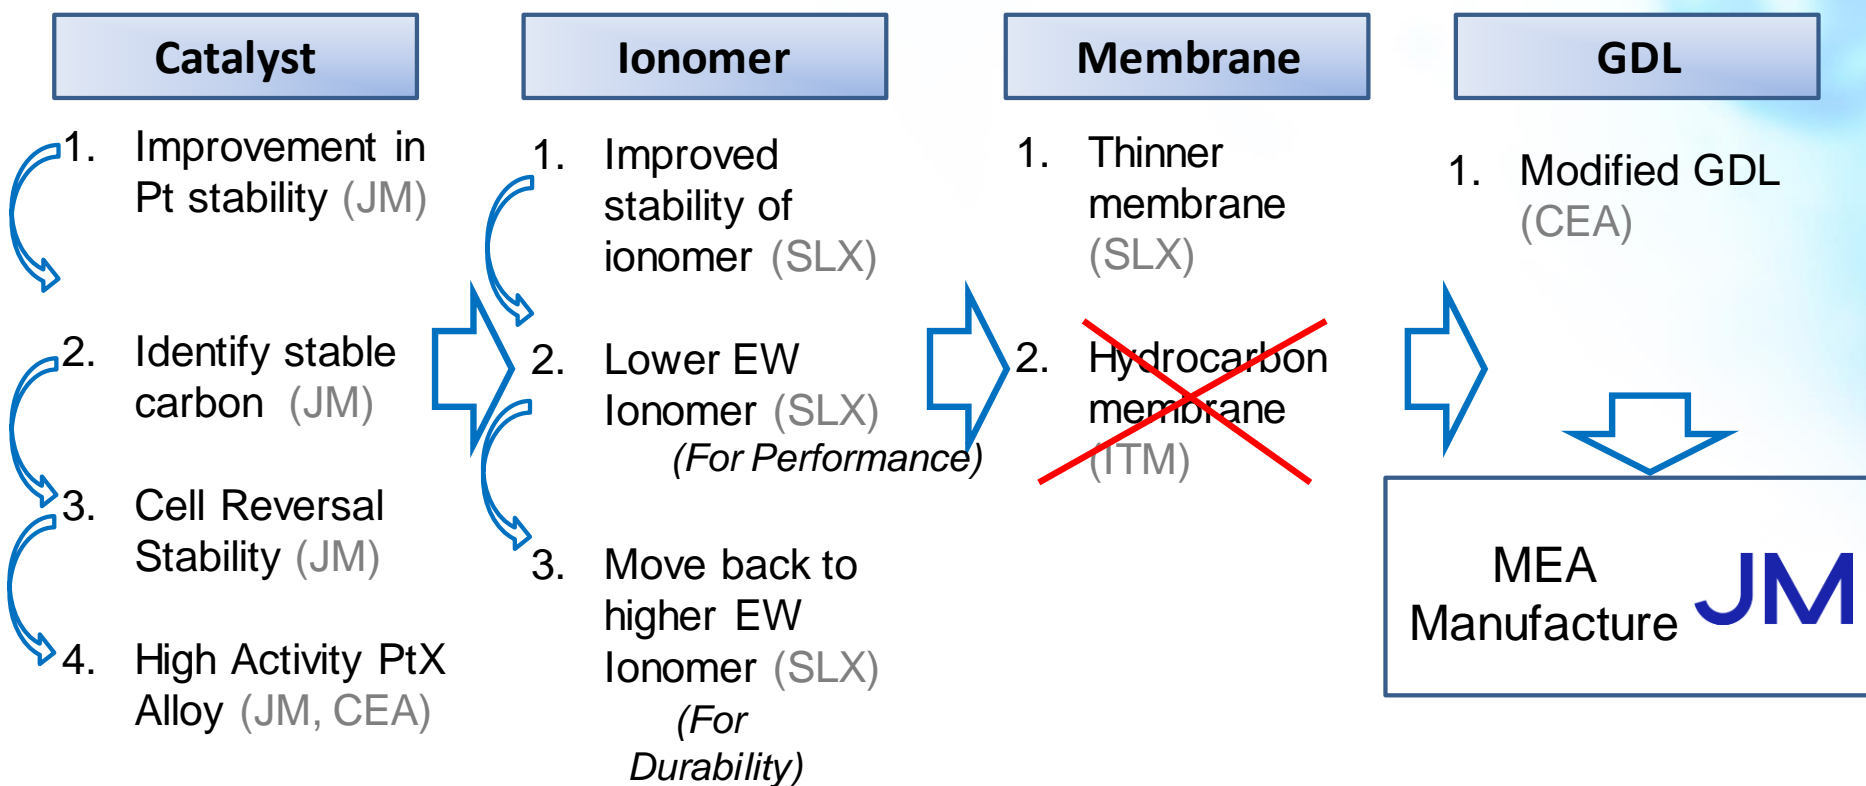 Catalyst
1. Improvement in
Pt stability (JM)
2. Identify stable
carbon (JM)
3. Cell Reversal
Stability (JM)
4. High Activity PtX
Alloy (JM, CEA)
Ionomer
1. Improved
stability of
ionomer (SLX)
2. Lower EW
Ionomer (SLX)
(For Performance)
3. Move back to
higher EW
Ionomer (SLX)
(For
Durability)
Membrane
1. Thinner
membrane
(SLX)
2. Hydrocarbon
membrane
(ITM)
GDL
1. Modified GDL
(CEA)
MEA
Manufacture
JM